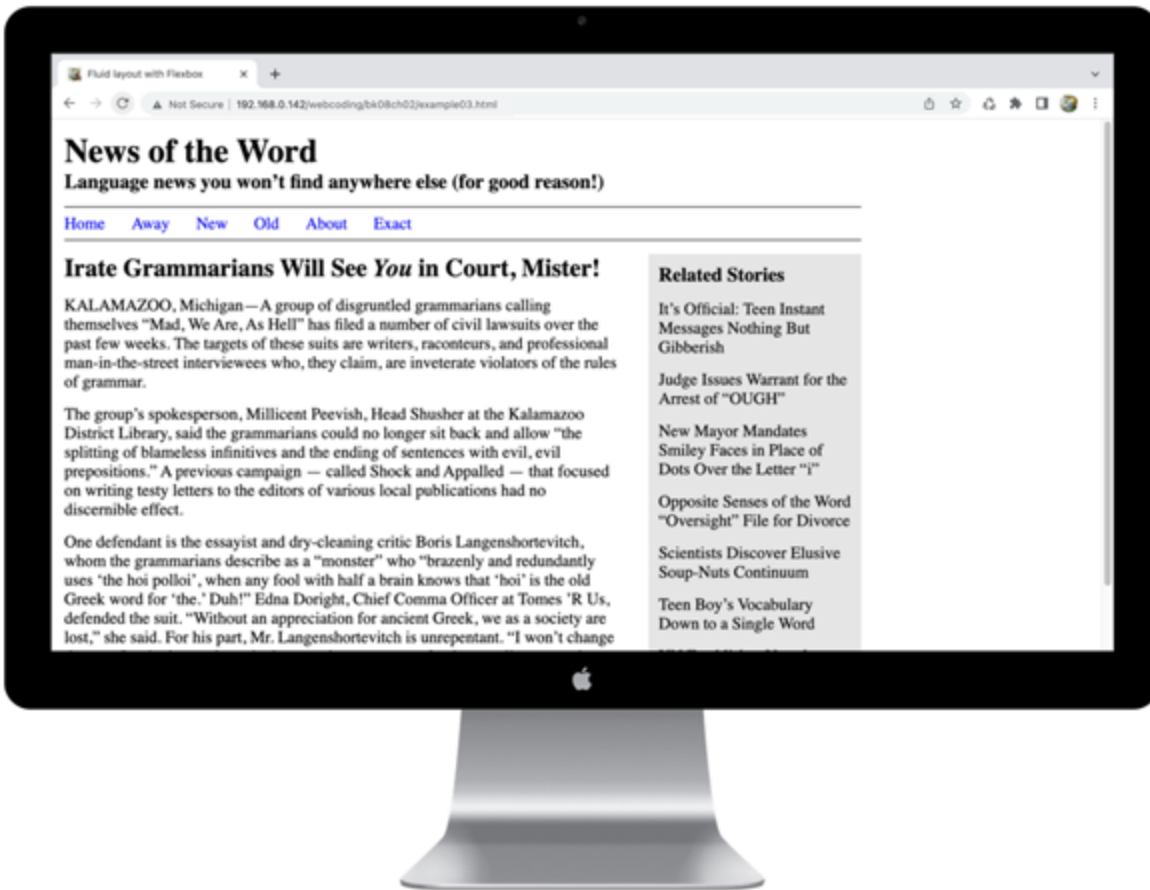 Fluid layout with Flexbox
Not Secure | 192.168.0.142/webcoding/bk08ch02/example03.html
News of the Word
Language news you won’t find anywhere else (for good reason!)
Home Away New Old About Exact
Irate Grammarians Will See You in Court, Mister!
KALAMAZOO, Michigan—A group of disgruntled grammarians calling
themselves “Mad, We Are, As Hell” has filed a number of civil lawsuits over the
past few weeks. The targets of these suits are writers, raconteurs, and professional
man-in-the-street interviewees who, they claim, are inveterate violators of the rules
of grammar.
The group’s spokesperson, Millicent Peevish, Head Shusher at the Kalamazoo
District Library, said the grammarians could no longer sit back and allow “the
splitting of blameless infinitives and the ending of sentences with evil, evil
prepositions.” A previous campaign — called Shock and Appalled — that focused
on writing testy letters to the editors of various local publications had no
discernible effect.
One defendant is the essayist and dry-cleaning critic Boris Langenshortevitch,
whom the grammarians describe as a “monster” who “brazenly and redundantly
uses ‘the hoi polloi’, when any fool with half a brain knows that ‘hoi’ is the old
Greek word for ‘the.’ Duh!” Edna Doright, Chief Comma Officer at Tomes ’R Us,
defended the suit. “Without an appreciation for ancient Greek, we as a society are
lost,” she said. For his part, Mr. Langenshortevitch is unrepentant. “I won’t change
Related Stories
It’s Official: Teen Instant
Messages Nothing But
Gibberish
Judge Issues Warrant for the
Arrest of “OUGH”
New Mayor Mandates
Smiley Faces in Place of
Dots Over the Letter “i”
Opposite Senses of the Word
“Oversight” File for Divorce
Scientists Discover Elusive
Soup-Nuts Continuum
Teen Boy’s Vocabulary
Down to a Single Word